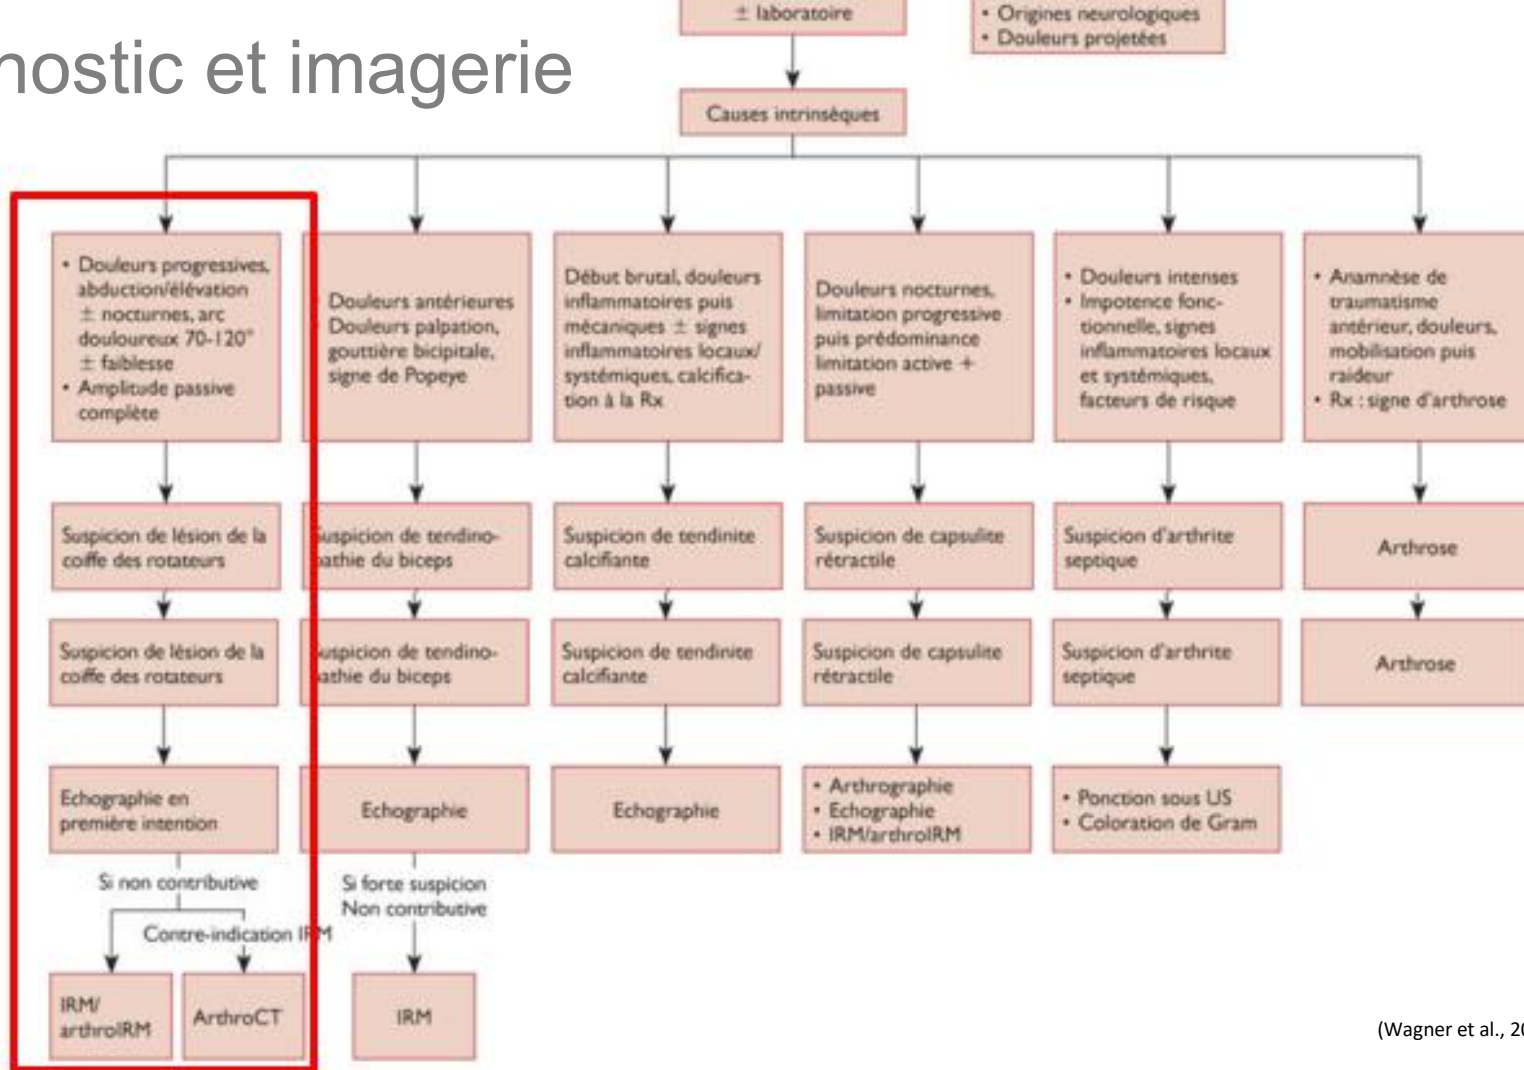 ± laboratoire
• Origines neurologiques
• Douleurs projetées
nostic et imagerie
Causes intrinsèques
• Douleurs progressives,
abduction/élévation
± nocturnes, arc
douloureux 70-120°
± faiblesse
• Amplitude passive
complète
Douleurs antérieures
Douleurs palpation,
gouttière bicipitale,
signe de Popeye
Début brutal, douleurs
inflammatoires puis
mécaniques ± signes
inflammatoires locaux/
systémiques, calcifica-
tion à la Rx
Douleurs nocturnes,
limitation progressive
puis prédominance
limitation active +
passive
• Douleurs intenses
• Impotence fonc-
tionnelle, signes
inflammatoires locaux
et systémiques,
facteurs de risque
• Anamnèse de
traumatisme
antérieur, douleurs,
mobilisation puis
raideur
• Rx : signe d'arthrose
Suspicion de lésion de la
coiffe des rotateurs
Suspicion de tendino-
pathie du biceps
Suspicion de tendinite
calcifiante
Suspicion de capsulite
rétractile
Suspicion d'arthrite
septique
Arthrose
Suspicion de lésion de la
coiffe des rotateurs
Suspicion de tendino-
pathie du biceps
Suspicion de tendinite
calcifiante
Suspicion de capsulite
rétractile
Suspicion d'arthrite
septique
Arthrose
Echographie en
première intention
Echographie
Echographie
• Arthrographie
• Echographie
• IRM/arthroIRM
• Ponction sous US
• Coloration de Gram
Si non contributive
Contre-indication IRM
Si forte suspicion
Non contributive
IRM/
arthroIRM
ArthroCT
IRM
(Wagner et al., 20